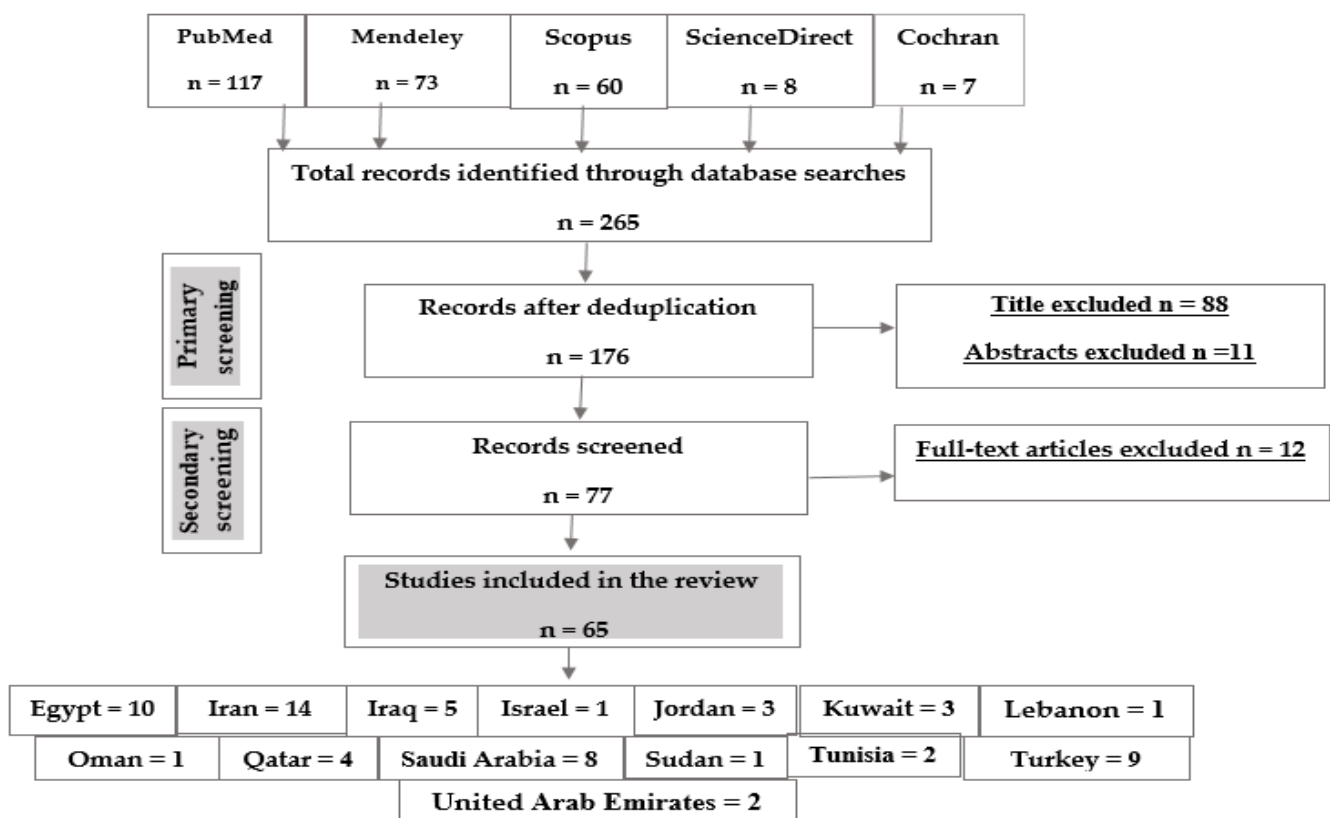 PubMed
n = 117
Mendeley
n = 73
Scopus
n = 60
ScienceDirect
n = 8
Cochran
n = 7
Total records identified through database searches
n = 265
Primary
screening
Records after deduplication
n = 176
Title excluded n = 88
Abstracts excluded n =11
Secondary
screening
Records screened
n = 77
Full-text articles excluded n = 12
Studies included in the review
n = 65
Egypt = 10
Iran = 14
Iraq = 5
Israel = 1
Jordan = 3
Kuwait = 3
Lebanon = 1
Oman = 1
Qatar = 4
Saudi Arabia = 8
Sudan = 1
Tunisia = 2
Turkey = 9
United Arab Emirates = 2